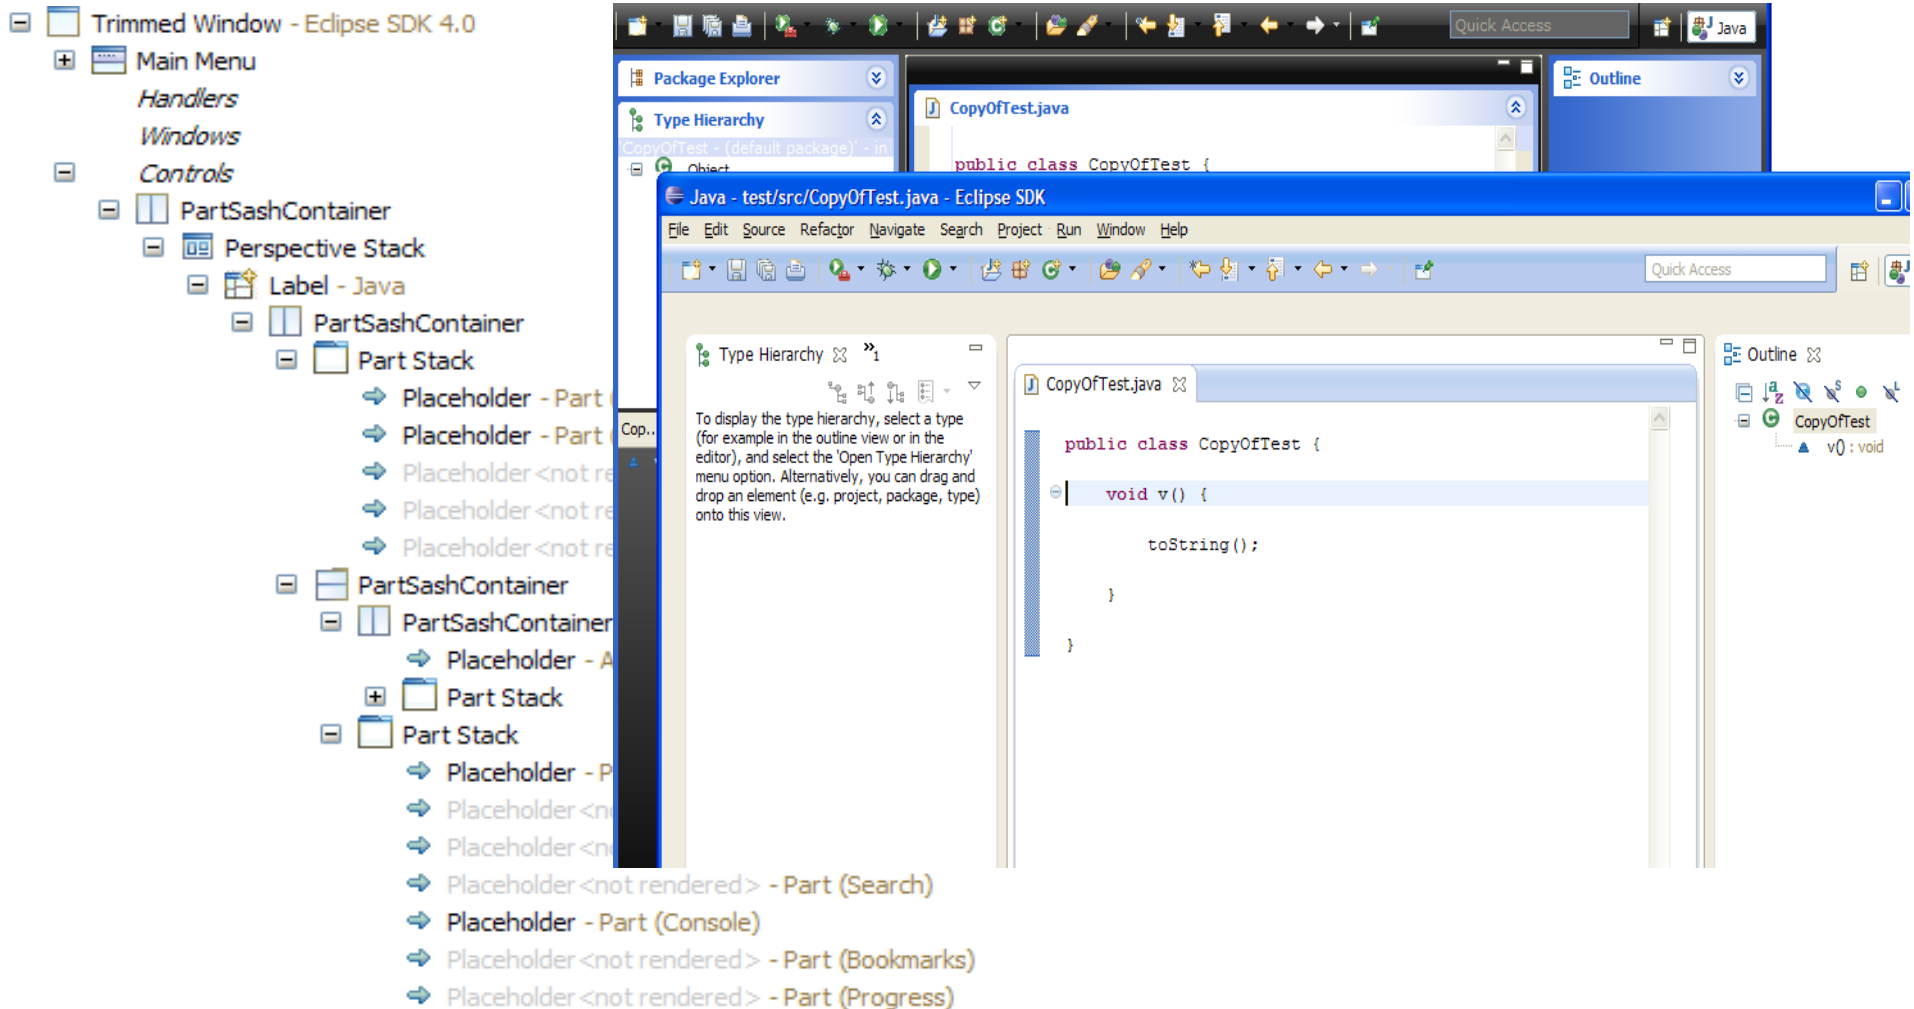 Trimmed Window - Eclipse SDK 4.0
Main Menu
Handlers
Windows
Controls
PartSashContainer
Perspective Stack
Label - Java
PartSashContainer
Part Stack
Placeholder - Part (
Placeholder - Part (
Placeholder <not re
Placeholder <not re
Placeholder <not re
PartSashContainer
PartSashContainer
Placeholder - A
Part Stack
Part Stack
Placeholder - P
Placeholder <no
Placeholder <no
Placeholder <not rendered> - Part (Search)
Placeholder - Part (Console)
Placeholder <not rendered> - Part (Bookmarks)
Placeholder <not rendered> - Part (Progress)
Quick Access
Java
Package Explorer
Type Hierarchy
'CopyOfTest - (default package)' - in
Object
Cop...
CopyOfTest.java
public class CopyOfTest {
Outline
Java - test/src/CopyOfTest.java - Eclipse SDK
File Edit Source Refactor Navigate Search Project Run Window Help
Quick Access
Type Hierarchy
»1
To display the type hierarchy, select a type
(for example in the outline view or in the
editor), and select the 'Open Type Hierarchy'
menu option. Alternatively, you can drag and
drop an element (e.g. project, package, type)
onto this view.
CopyOfTest.java
public class CopyOfTest {
void v() {
toString();
}
}
Outline
CopyOfTest
v() : void